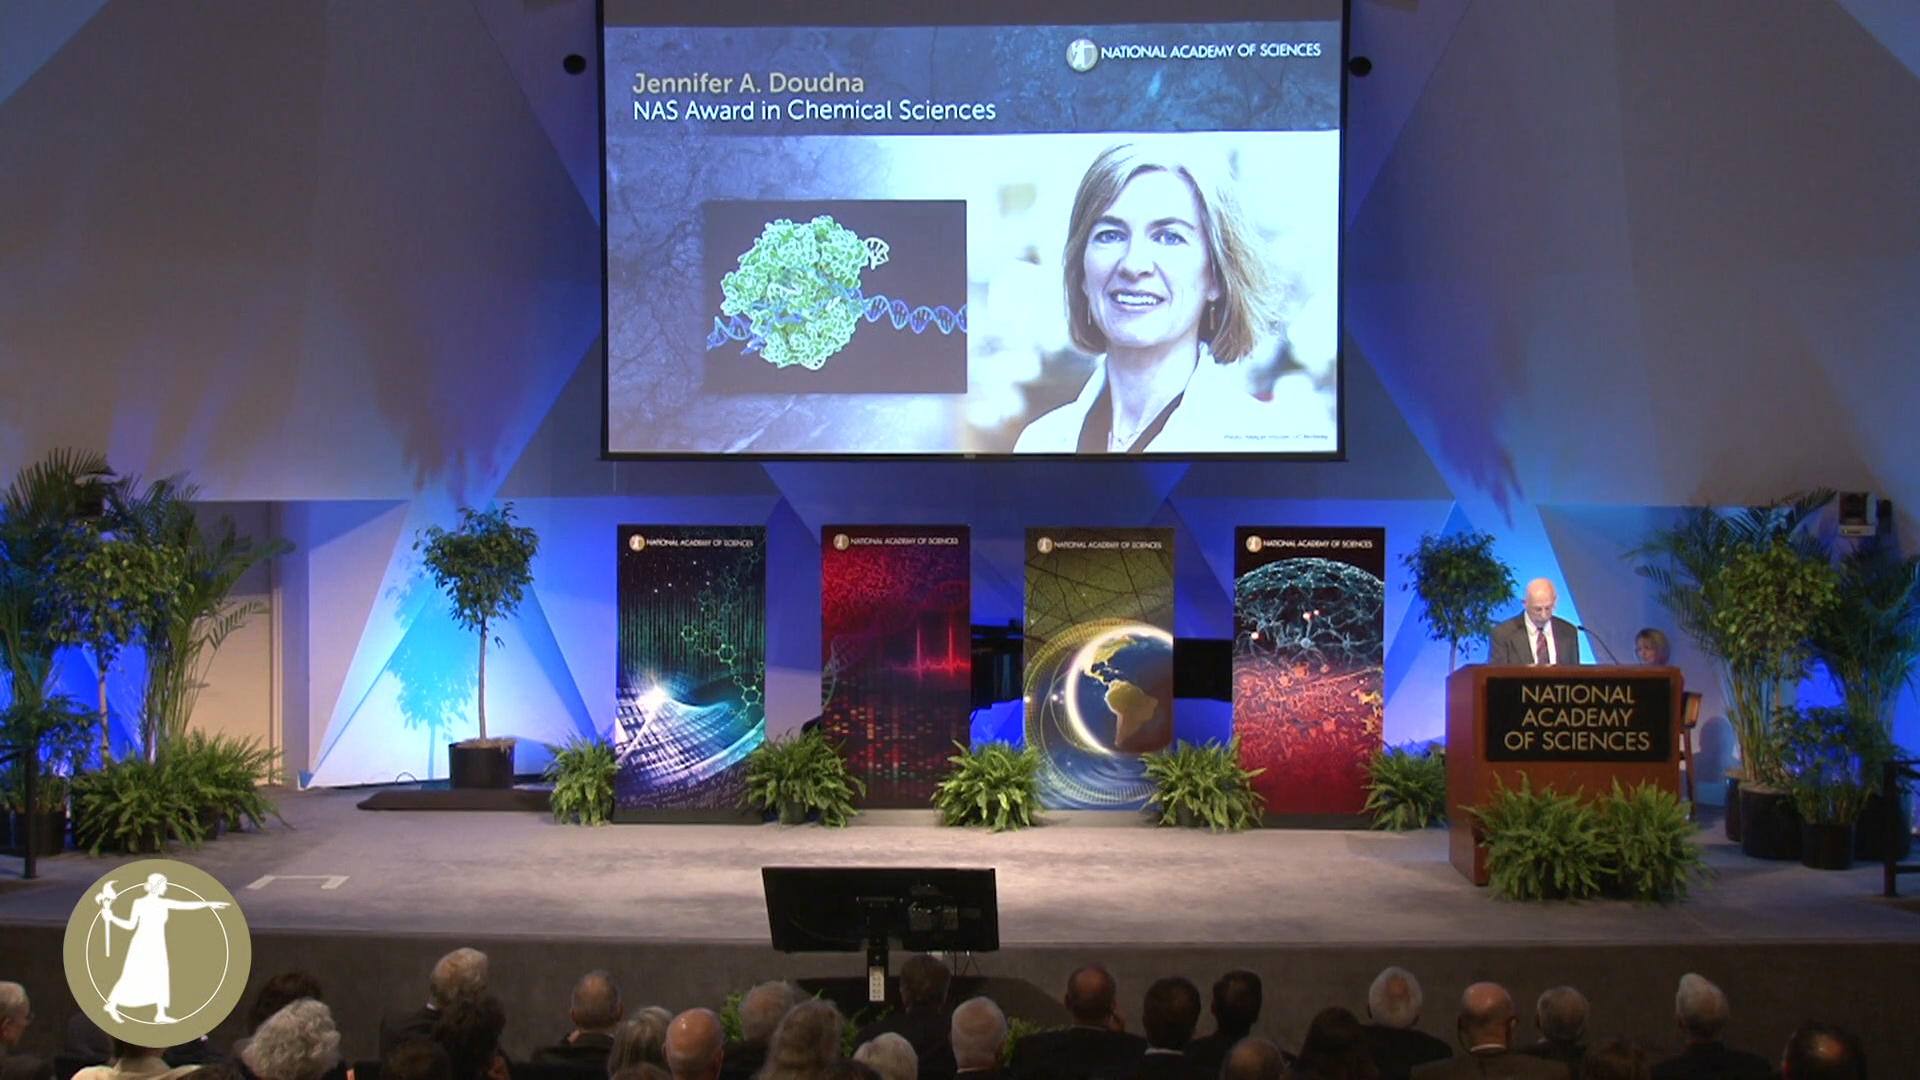 NATIONAL ACADEMY OF SCIENCES
Jennifer A. Doudna
NAS Award in Chemical Sciences
NATIONAL ACADEMY OF SCIENCES
NATIONAL ACADEMY OF SCIENCES
NATIONAL ACADEMY OF SCIENCES
NATIONAL ACADEMY OF SCIENCES
NATIONAL
ACADEMY
OF SCIENCES